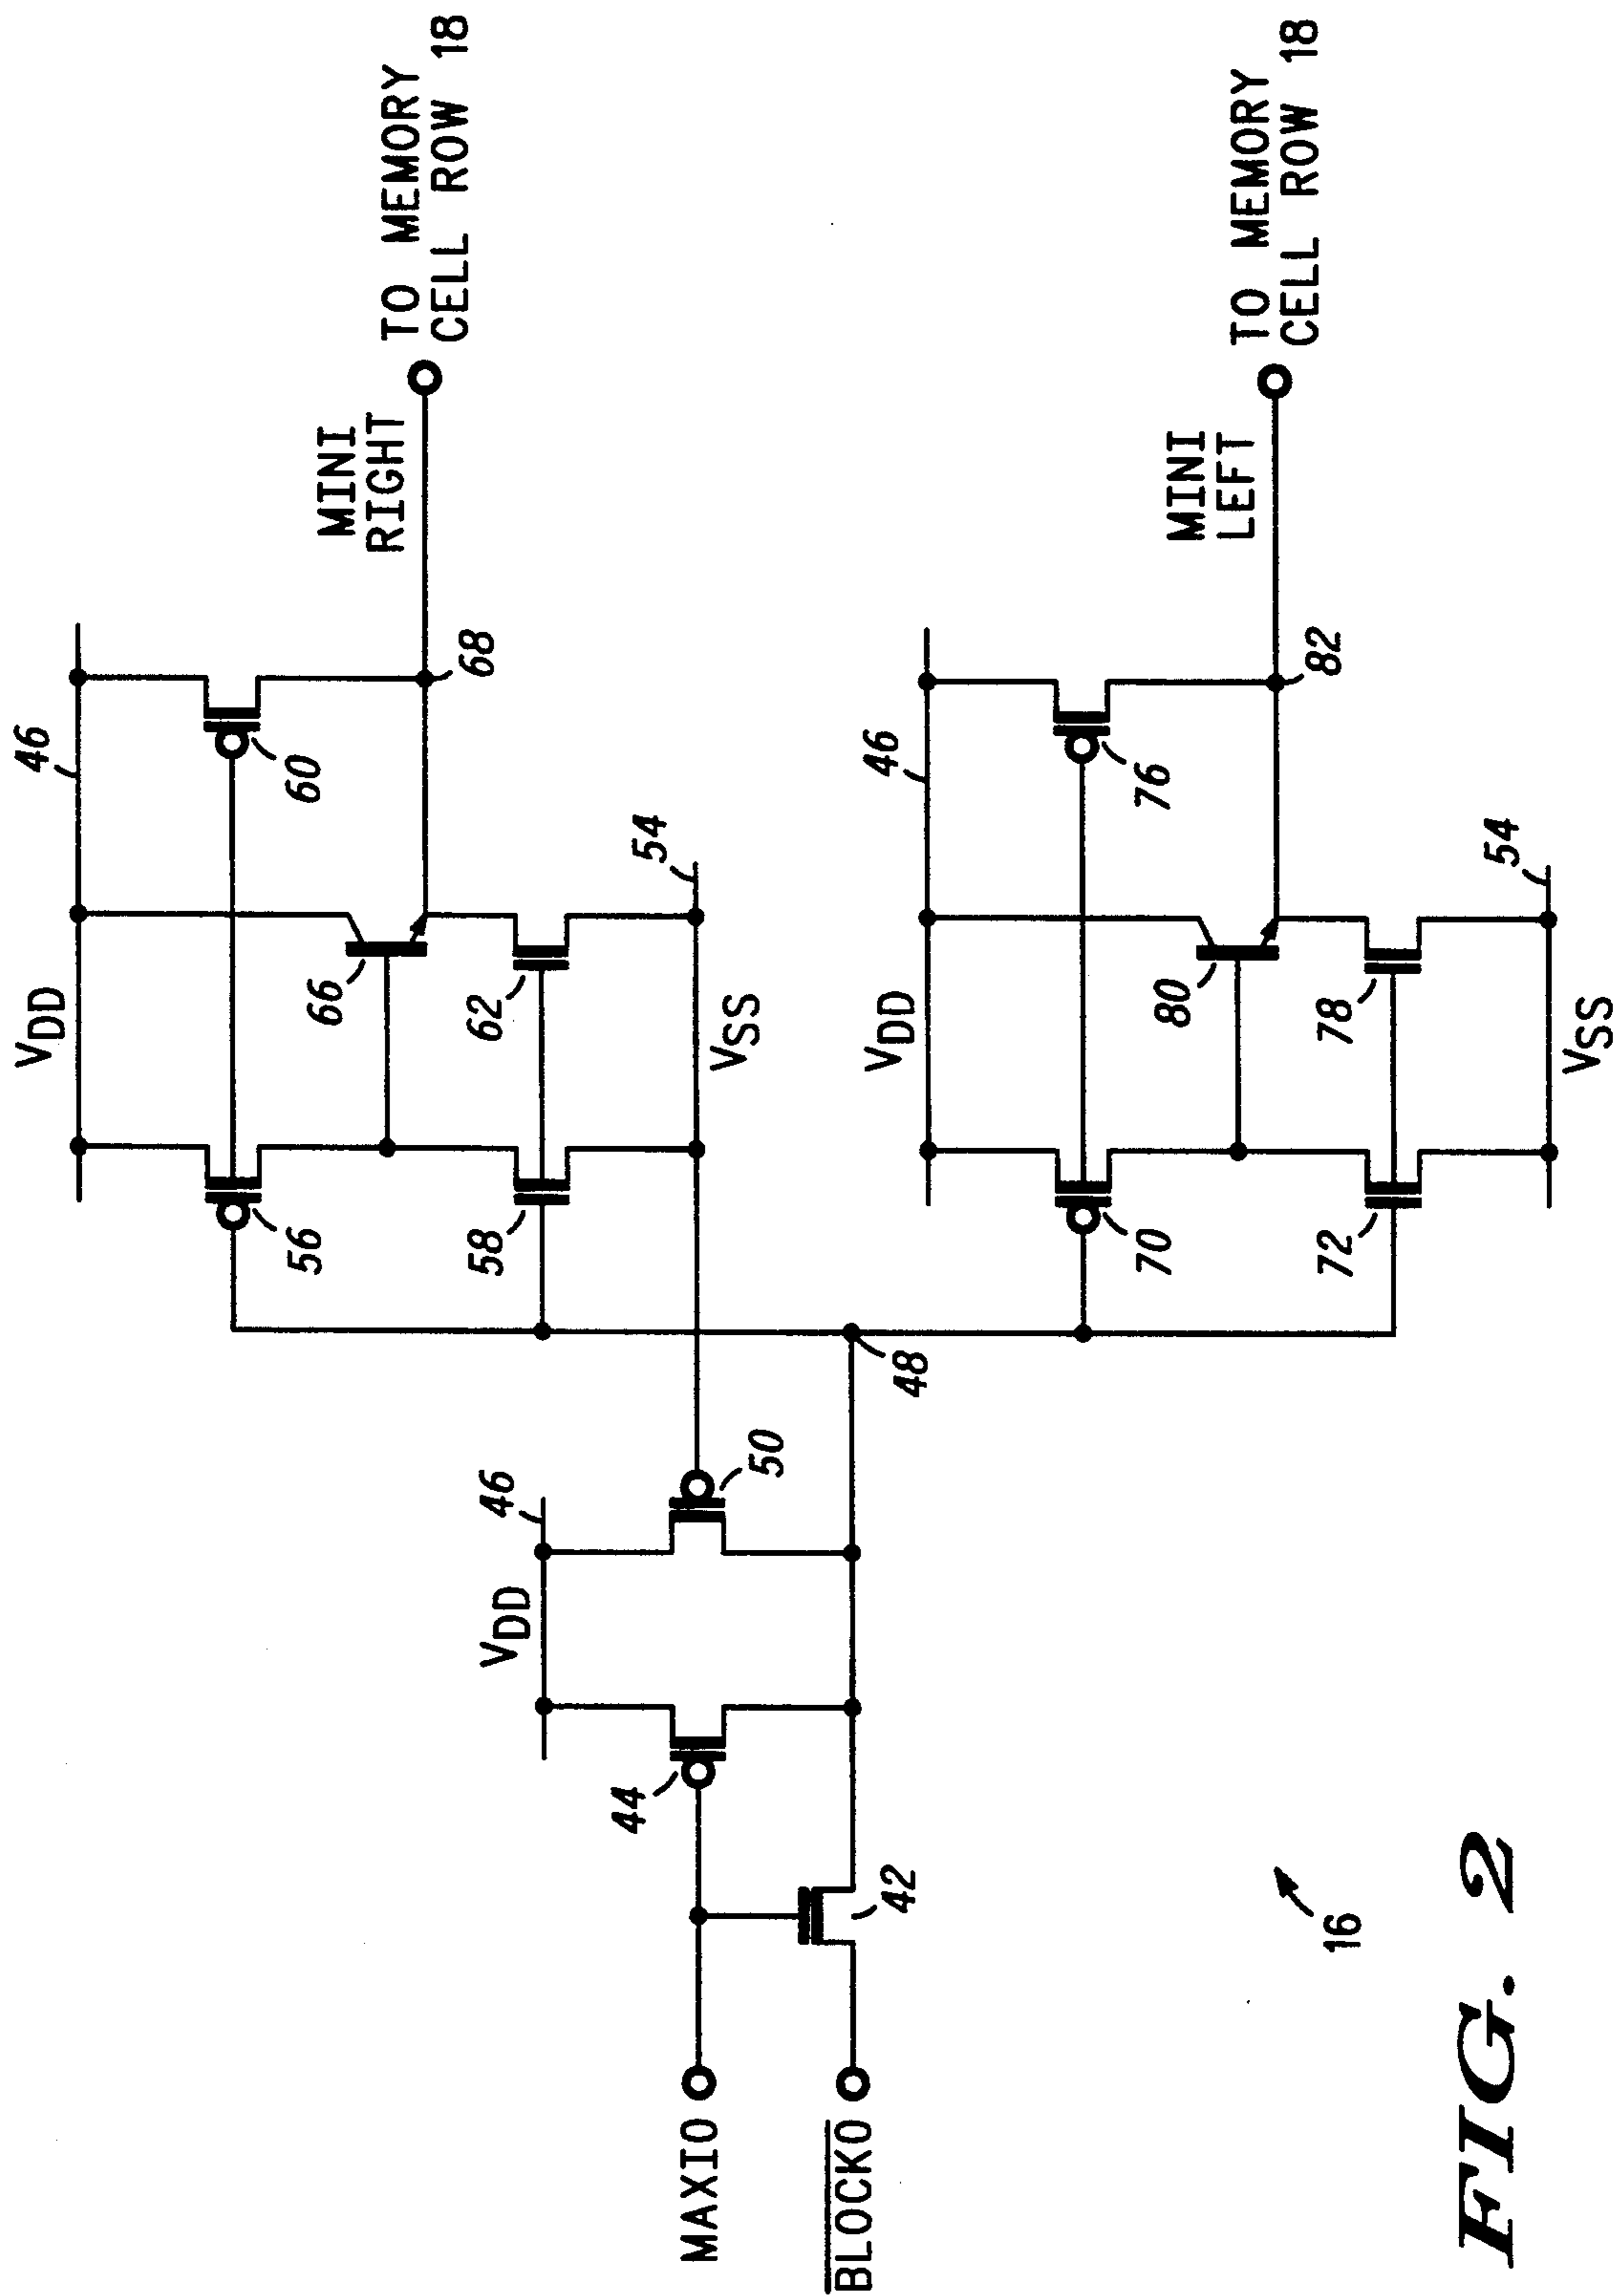 VDD
46
56
66
60
MINI
RIGHT
TO MEMORY
CELL ROW 18
58
62
68
54
VSS
VDD
46
44
50
MAXIO
BLOCKO
42
48
VDD
46
70
80
76
MINI
LEFT
TO MEMORY
CELL ROW 18
72
78
82
54
VSS
16
FIG. 2